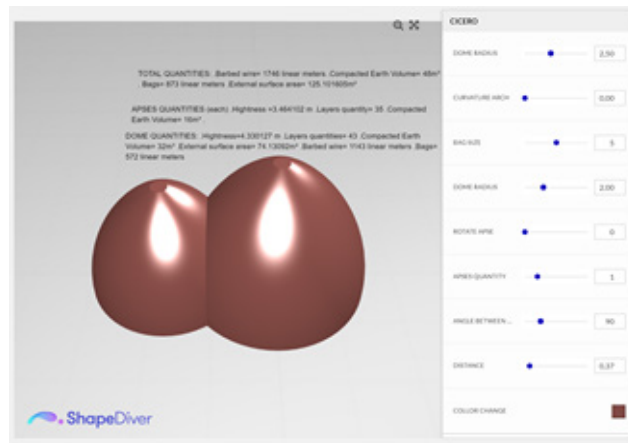 TOTAL QUANTITIES: .Barbed wire= 1746 linear meters .Compacted Earth Volume= 48m³
. Bags= 873 linear meters .External surface area= 125.101605m²
APSES QUANTITIES (each) .Hightness =3.464102 m .Layers quantity= 35 .Compacted
Earth Volume= 16m³ .
DOME QUANTITIES: .Hightness=4.330127 m .Layers quantities= 43 .Compacted Earth
Volume= 32m³ .External surface area= 74.13092m² .Barbed wire= 1143 linear meters .Bags=
572 linear meters
ShapeDiver
CICERO
DOME RADIUS 2,50
CURVATURE ARCH 0,00
BAG SIZE 5
DOME RADIUS 2,00
ROTATE APSE 0
APSES QUANTITY 1
ANGLE BETWEEN ... 90
DISTANCE 0,37
COLLOR CHANGE